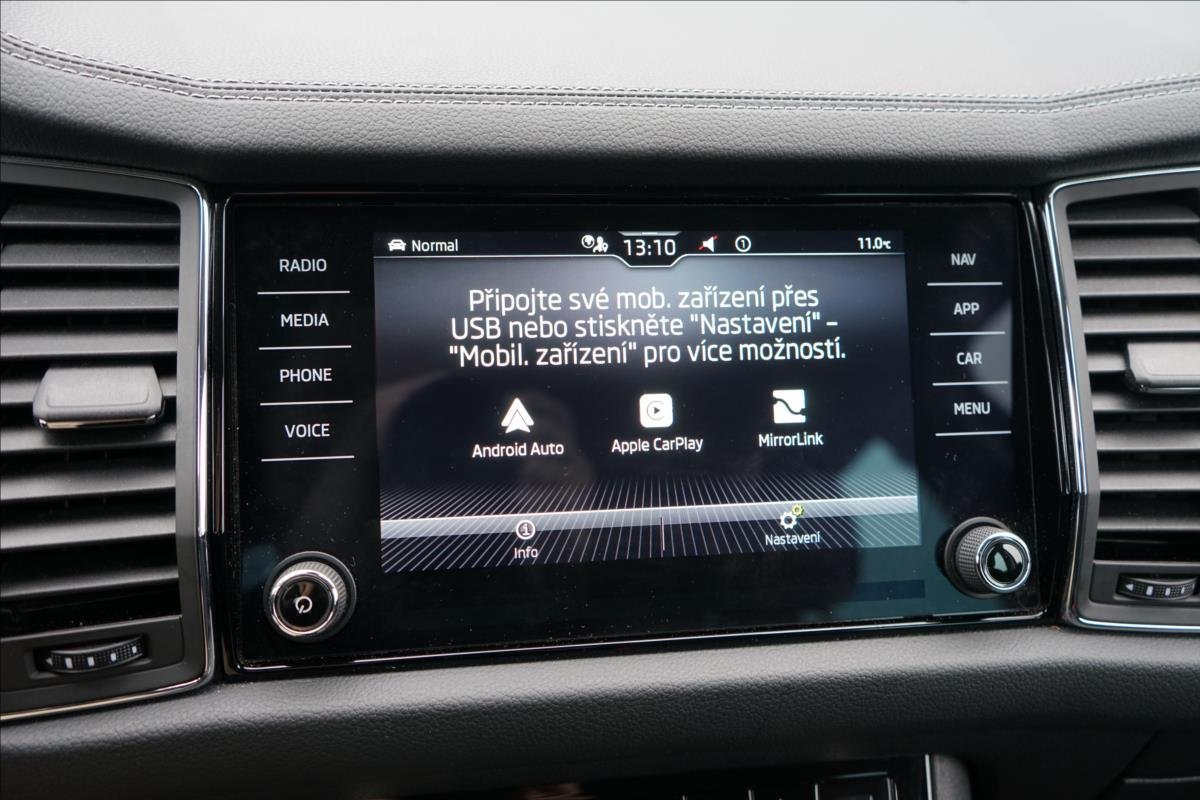 RADIO
MEDIA
PHONE
VOICE
Normal
13:10
1
11.0°C
Připojte své mob. zařízení přes
USB nebo stiskněte "Nastavení" –
"Mobil. zařízení" pro více možností.
Android Auto
Apple CarPlay
MirrorLink
Info
Nastavení
NAV
APP
CAR
MENU